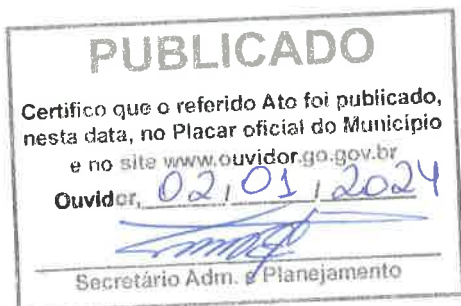 PUBLICADO
Certifico que o referido Ato foi publicado,
nesta data, no Placar oficial do Município
e no site www.ouvidor.go.gov.br
Ouvidor, 02, 01, 2024
Secretário Adm. e Planejamento